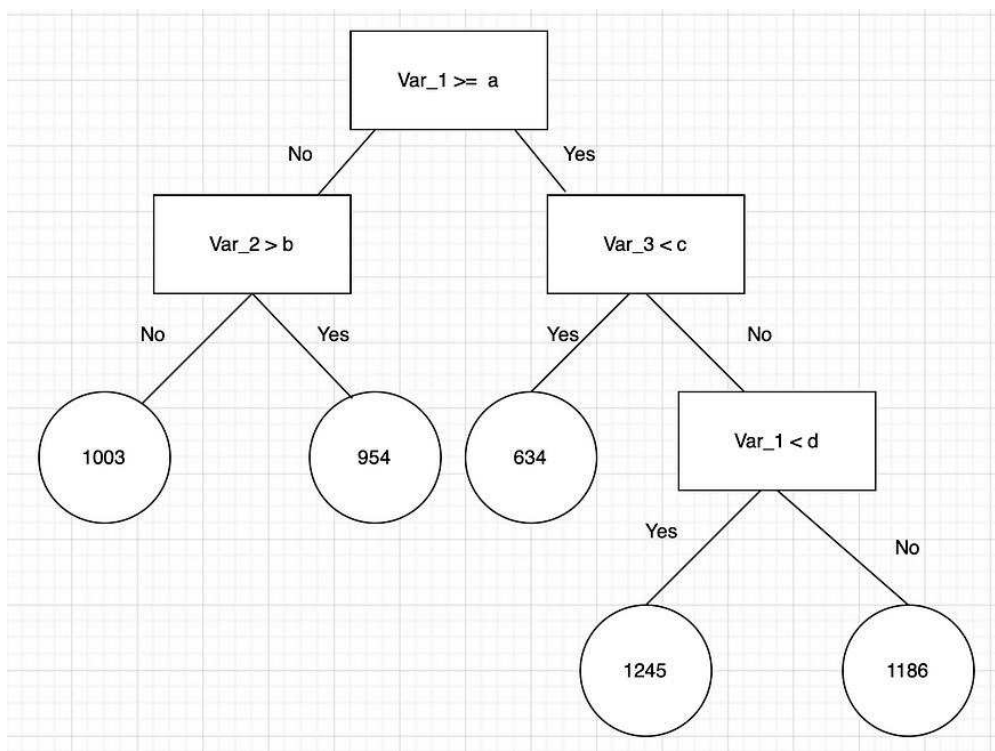 Var_1 >= a
No
Yes
Var_2 > b
Var_3 < c
No
Yes
Yes
No
1003
954
634
Var_1 < d
Yes
No
1245
1186